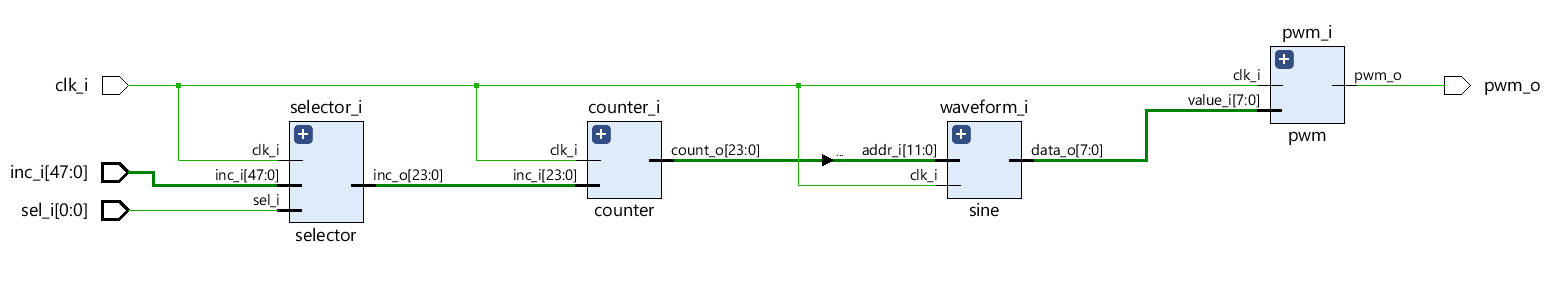 pwm_i
clk_i
clk_i
pwm_o
pwm_o
value_i[7:0]
pwm
selector_i
counter_i
waveform_i
clk_i
clk_i
count_o[23:0]
...
addr_i[11:0]
data_o[7:0]
inc_i[47:0]
inc_i[47:0]
inc_o[23:0]
inc_i[23:0]
clk_i
sel_i[0:0]
sel_i
counter
sine
selector